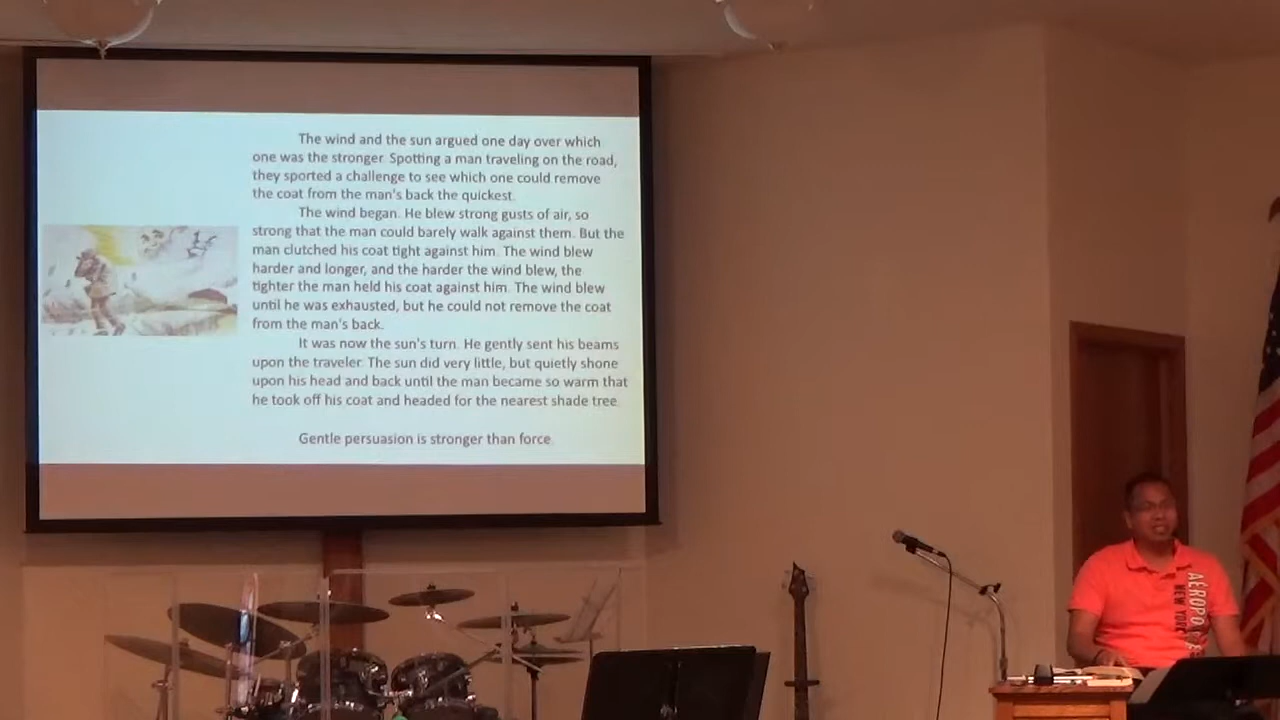 The wind and the sun argued one day over which
one was the stronger. Spotting a man traveling on the road,
they sported a challenge to see which one could remove
the coat from the man's back the quickest.
The wind began. He blew strong gusts of air, so
strong that the man could barely walk against them. But the
man clutched his coat tight against him. The wind blew
harder and longer, and the harder the wind blew, the
tighter the man held his coat against him. The wind blew
until he was exhausted, but he could not remove the coat
from the man's back.
It was now the sun's turn. He gently sent his beams
upon the traveler. The sun did very little, but quietly shone
upon his head and back until the man became so warm that
he took off his coat and headed for the nearest shade tree.
Gentle persuasion is stronger than force.
AÉROPO
NEW YORK